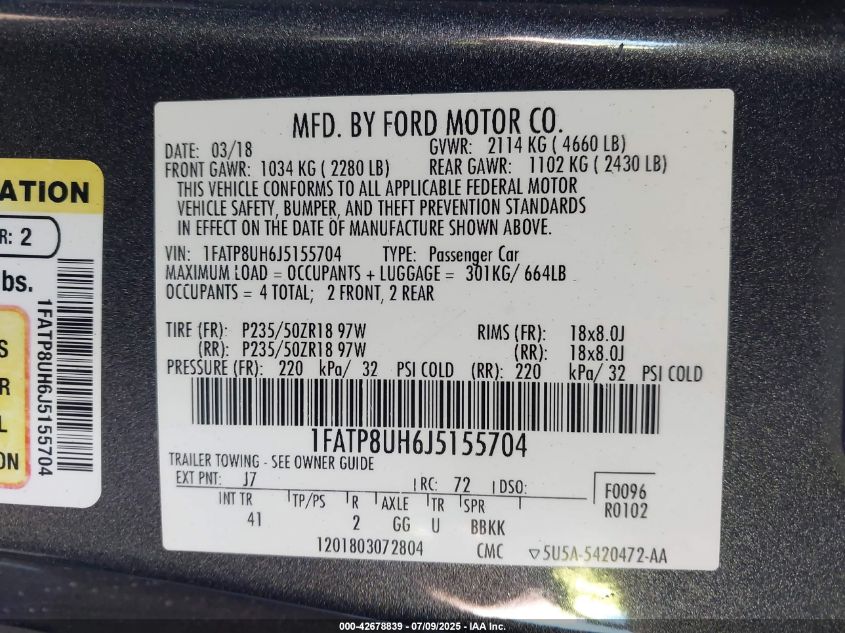 MFD. BY FORD MOTOR CO.
DATE: 03/18 GVWR: 2114 KG ( 4660 LB)
FRONT GAWR: 1034 KG ( 2280 LB) REAR GAWR: 1102 KG ( 2430 LB)
THIS VEHICLE CONFORMS TO ALL APPLICABLE FEDERAL MOTOR
VEHICLE SAFETY, BUMPER, AND THEFT PREVENTION STANDARDS
IN EFFECT ON THE DATE OF MANUFACTURE SHOWN ABOVE.
VIN: 1FATP8UH6J5155704 TYPE: Passenger Car
MAXIMUM LOAD = OCCUPANTS + LUGGAGE = 301KG/ 664LB
OCCUPANTS = 4 TOTAL; 2 FRONT, 2 REAR
TIRE (FR): P235/50ZR18 97W RIMS (FR): 18x8.0J
(RR): P235/50ZR18 97W (RR): 18x8.0J
PRESSURE (FR): 220 kPa/ 32 PSI COLD (RR): 220 kPa/ 32 PSI COLD
1FATP8UH6J5155704
TRAILER TOWING - SEE OWNER GUIDE
EXT PNT: J7 RC: 72 DSO: F0096
R0102
INT TR TP/PS R AXLE TR SPR
41 2 GG U BBKK
1201803072804 CMC ▽5U5A-5420472-AA
ATION
R: 2
bs.
1FATP8UH6J5155704
S
R
L
ON
000-42678839 - 07/09/2025 - IAA Inc.